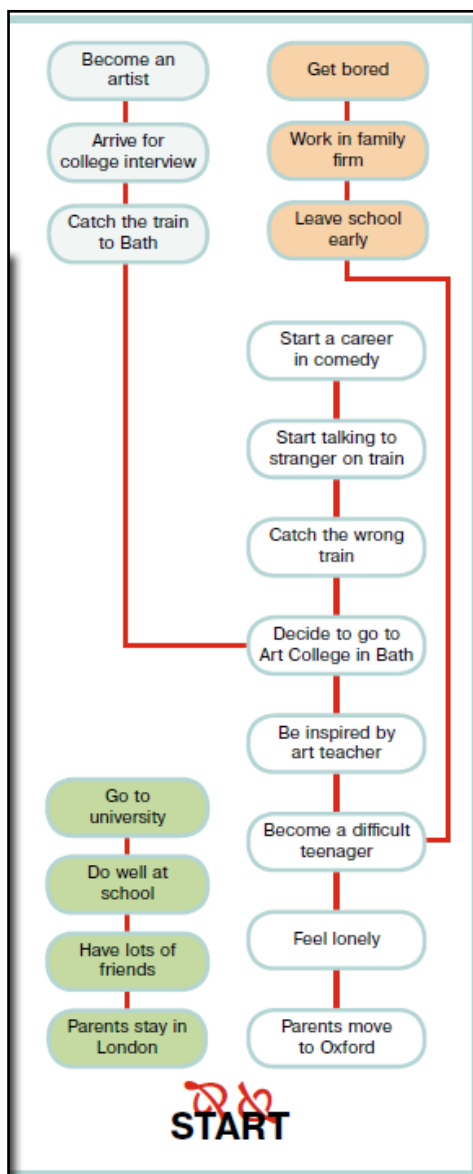 Become an
artist
Get bored
Arrive for
college interview
Work in family
firm
Catch the train
to Bath
Leave school
early
Start a career
in comedy
Start talking to
stranger on train
Catch the wrong
train
Decide to go to
Art College in Bath
Be inspired by
art teacher
Go to
university
Become a difficult
teenager
Do well at
school
Have lots of
friends
Feel lonely
Parents stay in
London
Parents move
to Oxford
START